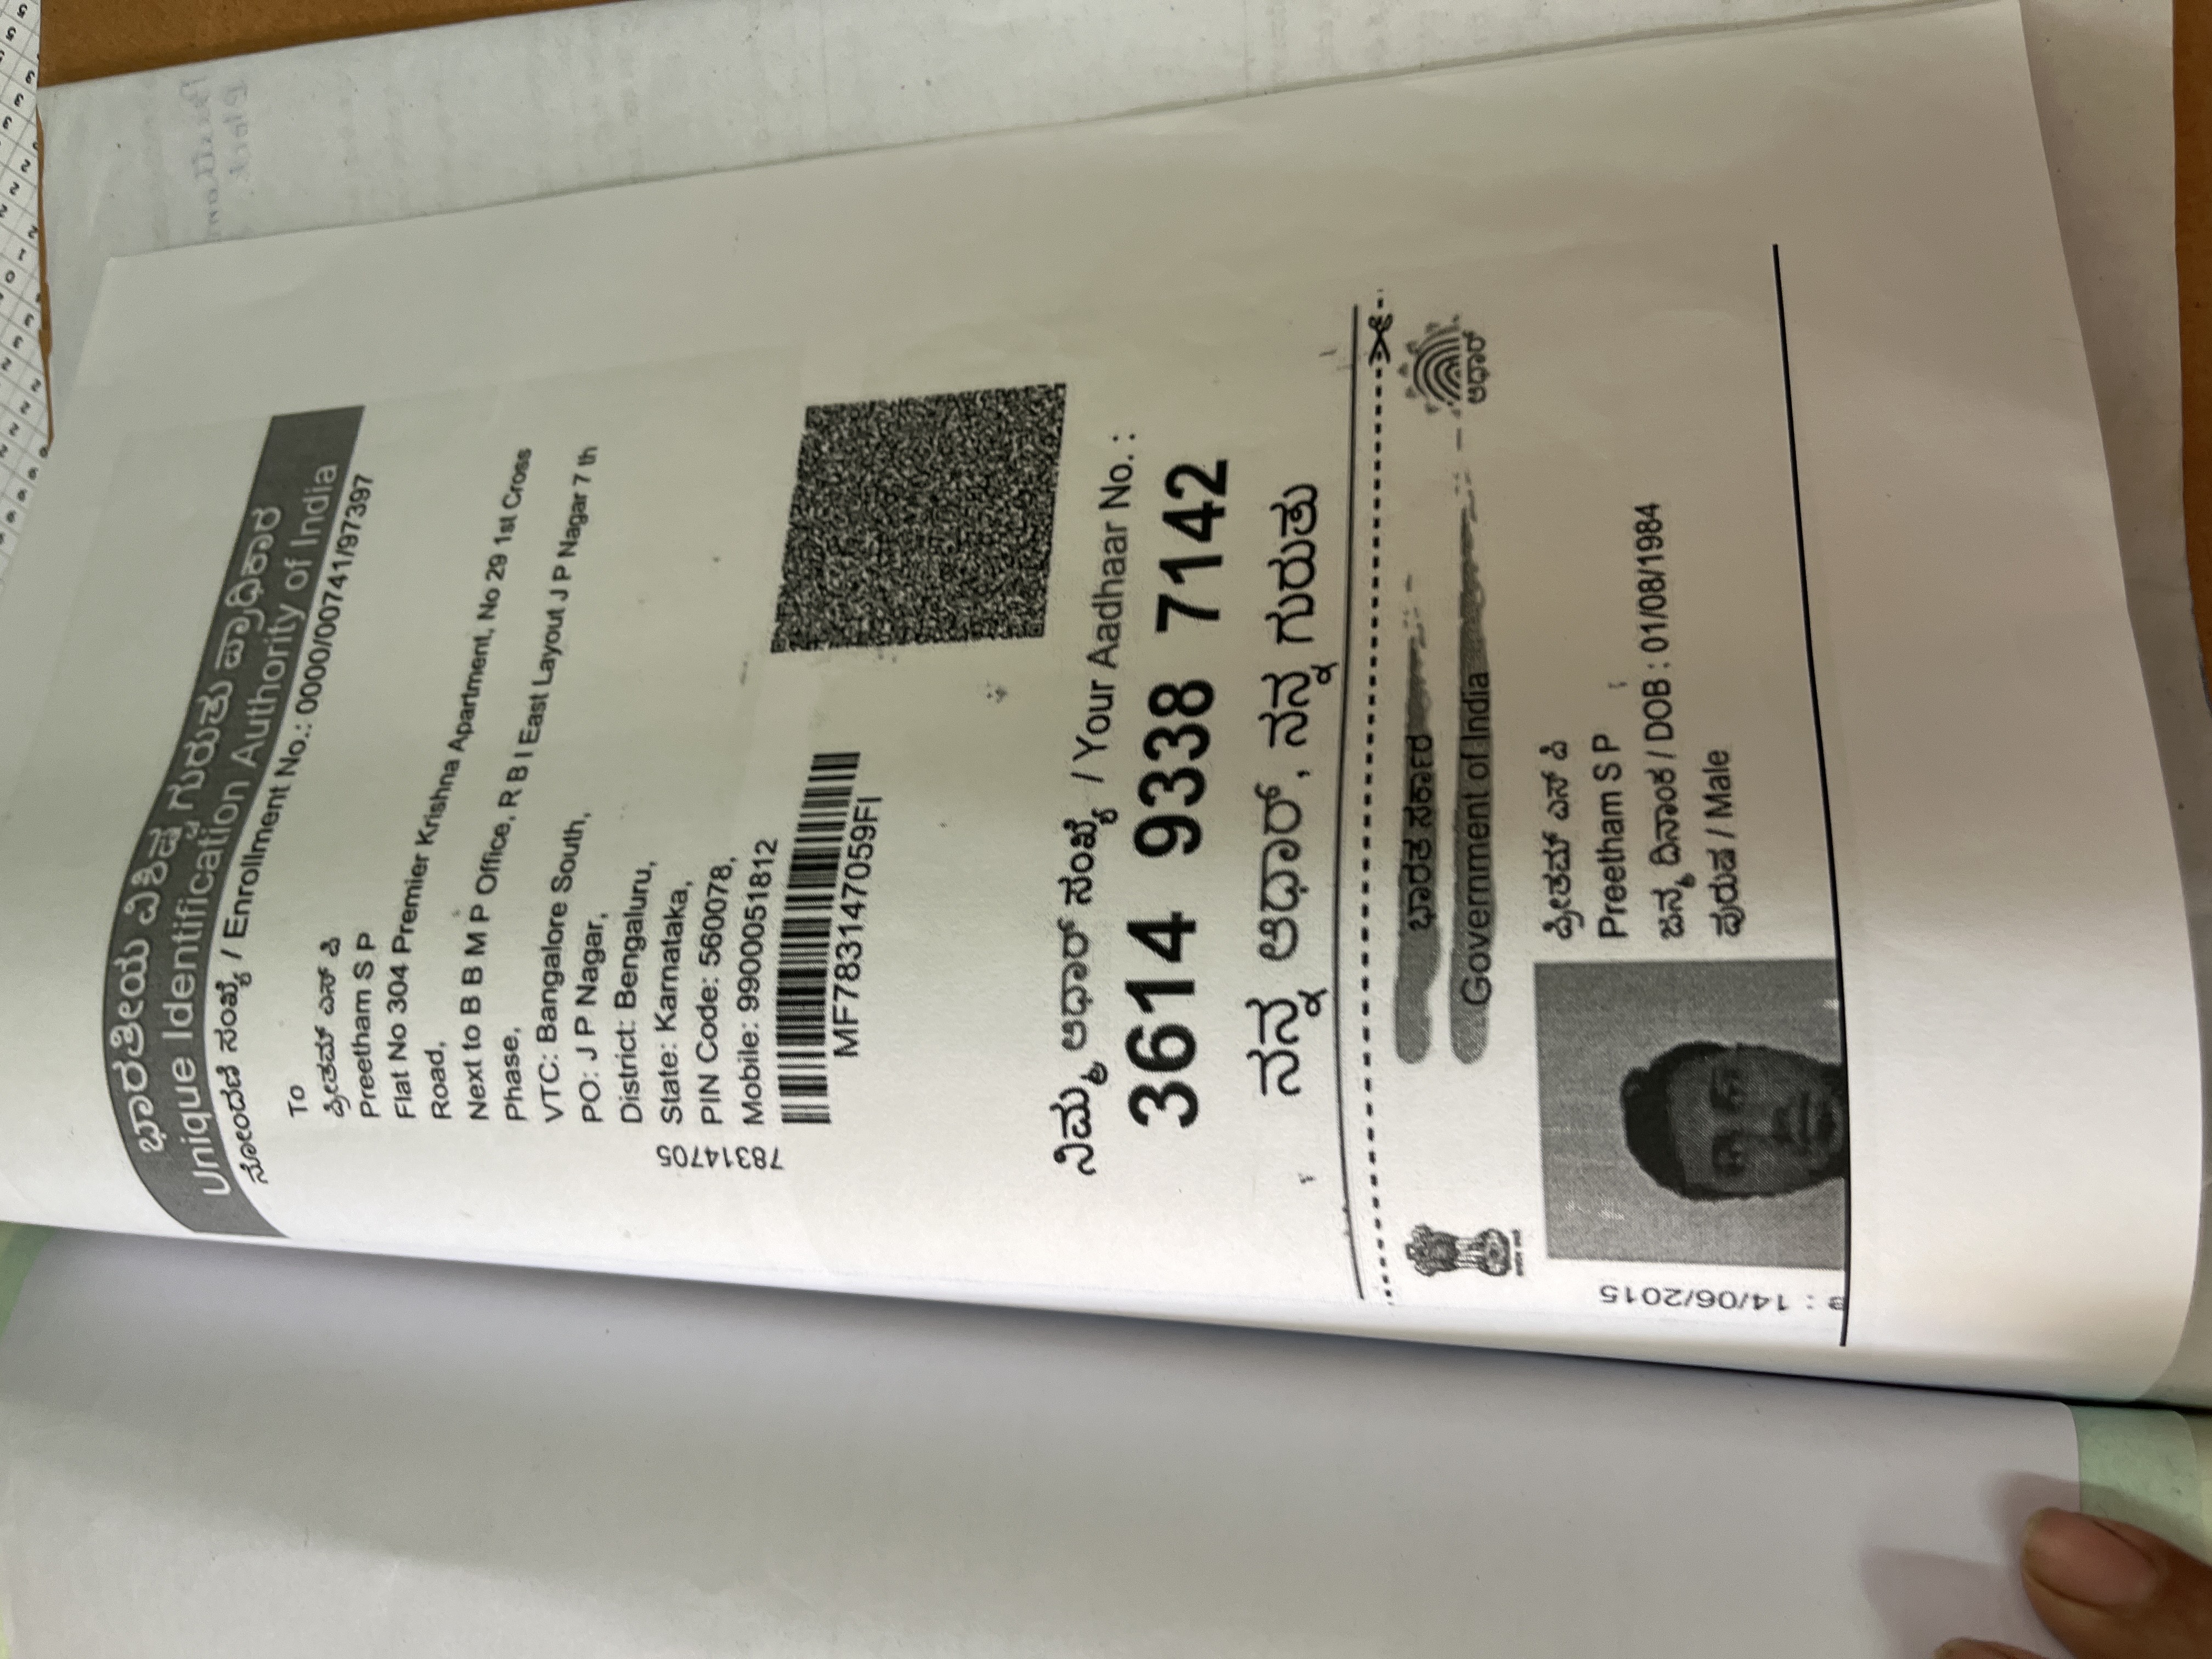 ಭಾರತೀಯ ವಿಶಿಷ್ಟ ಗುರುತು ಪ್ರಾಧಿಕಾರ
Unique Identification Authority of India
ನೋಂದಣಿ ಸಂಖ್ಯೆ / Enrollment No.: 0000/00741/97397
To
ಪ್ರೀತಮ್ ಎಸ್ ಪಿ
Preetham S P
Flat No 304 Premier Krishna Apartment, No 29 1st Cross
Road,
Next to B B M P Office, R B I East Layout J P Nagar 7 th
Phase,
VTC: Bangalore South,
PO: J P Nagar,
District: Bengaluru,
State: Karnataka,
PIN Code: 560078,
Mobile: 9900051812
78314705
MF783147059FI
ನಿಮ್ಮ ಆಧಾರ್ ಸಂಖ್ಯೆ / Your Aadhaar No. :
3614 9338 7142
ನನ್ನ ಆಧಾರ್, ನನ್ನ ಗುರುತು
ಭಾರತ ಸರ್ಕಾರ
Government of India
ಆಧಾರ್
ಪ್ರೀತಮ್ ಎಸ್ ಪಿ
Preetham S P
ಜನ್ಮ ದಿನಾಂಕ / DOB : 01/08/1984
ಪುರುಷ / Male
: 14/06/2015